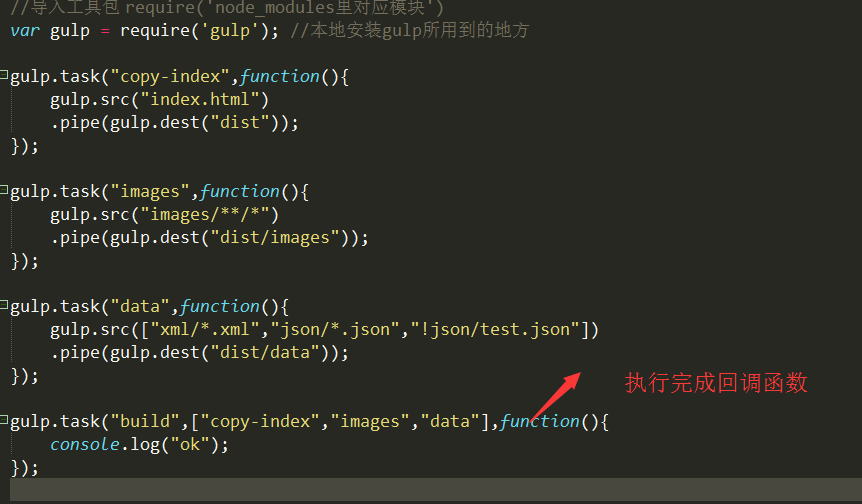 //导入工具包 require('node_modules里对应模块')
var gulp = require('gulp'); //本地安装gulp所用到的地方
gulp.task("copy-index",function(){
gulp.src("index.html")
.pipe(gulp.dest("dist"));
});
gulp.task("images",function(){
gulp.src("images/**/*")
.pipe(gulp.dest("dist/images"));
});
gulp.task("data",function(){
gulp.src(["xml/*.xml","json/*.json","!json/test.json"])
.pipe(gulp.dest("dist/data"));
});
执行完成回调函数
gulp.task("build",["copy-index","images","data"],function(){
console.log("ok");
});